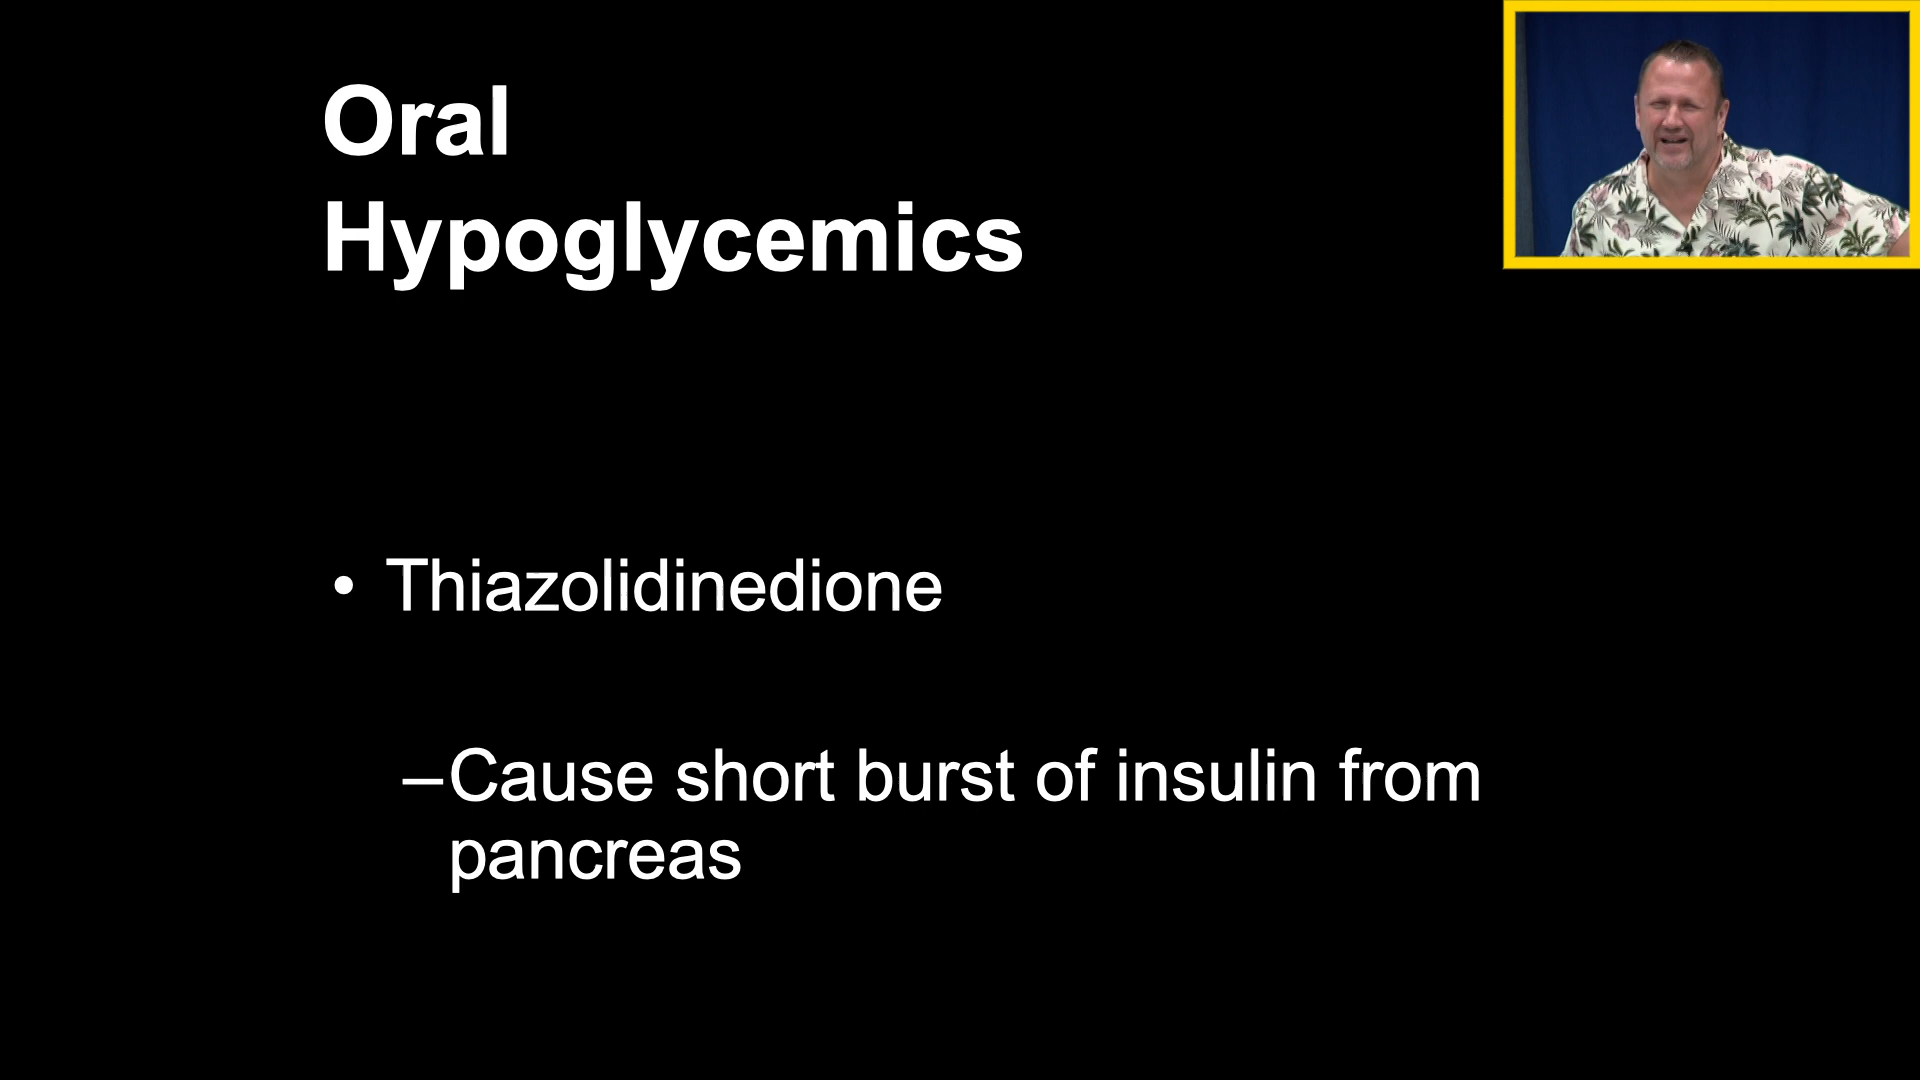 Oral
Hypoglycemics
• Thiazolidinedione
–Cause short burst of insulin from
pancreas